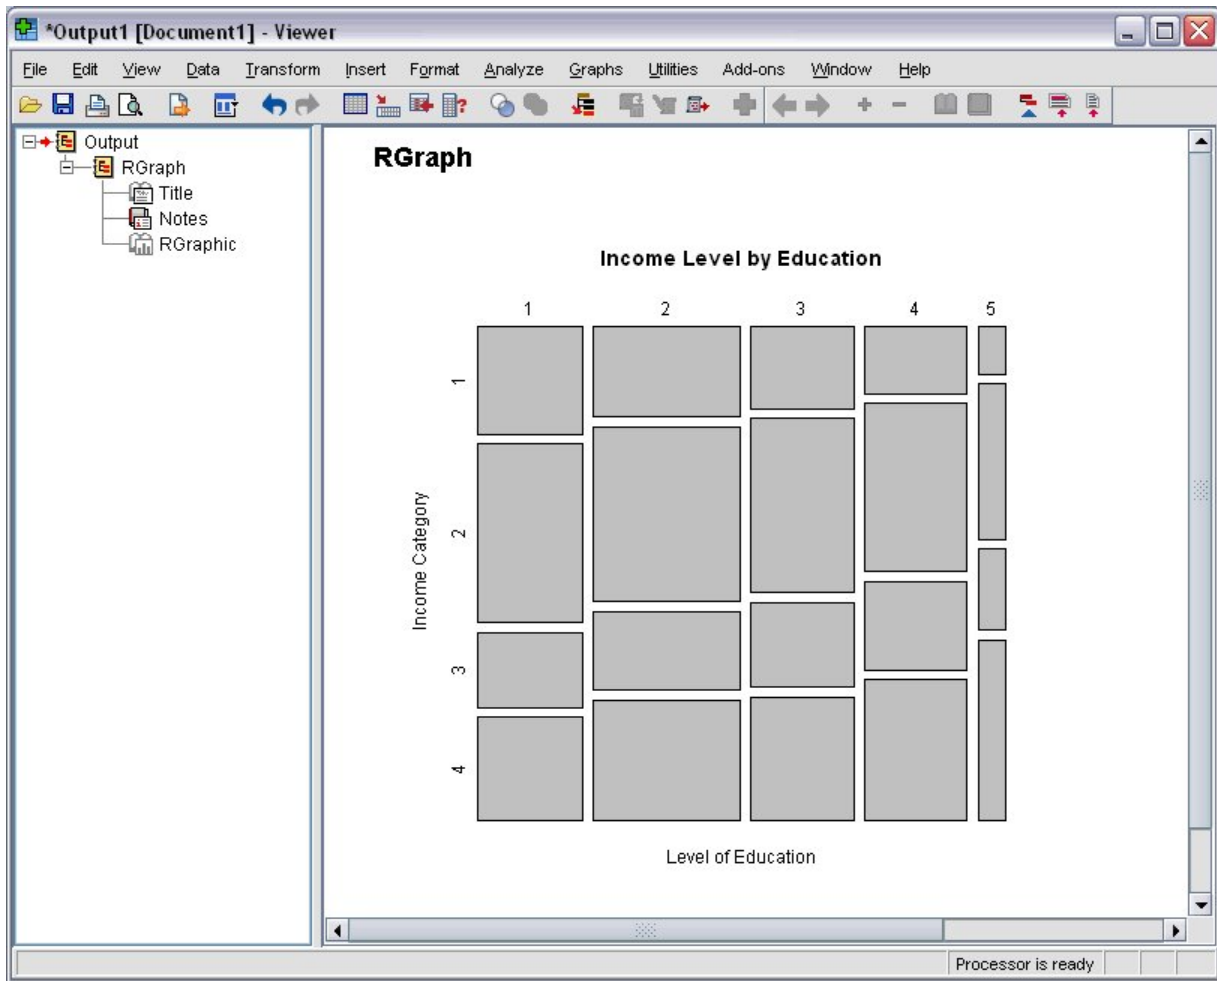 *Output1 [Document1] - Viewer
File Edit View Data Transform Insert Format Analyze Graphs Utilities Add-ons Window Help
Output
RGraph
Title
Notes
RGraphic
RGraph
Income Level by Education
1 2 3 4 5
1
2
3
4
Income Category
Level of Education
Processor is ready